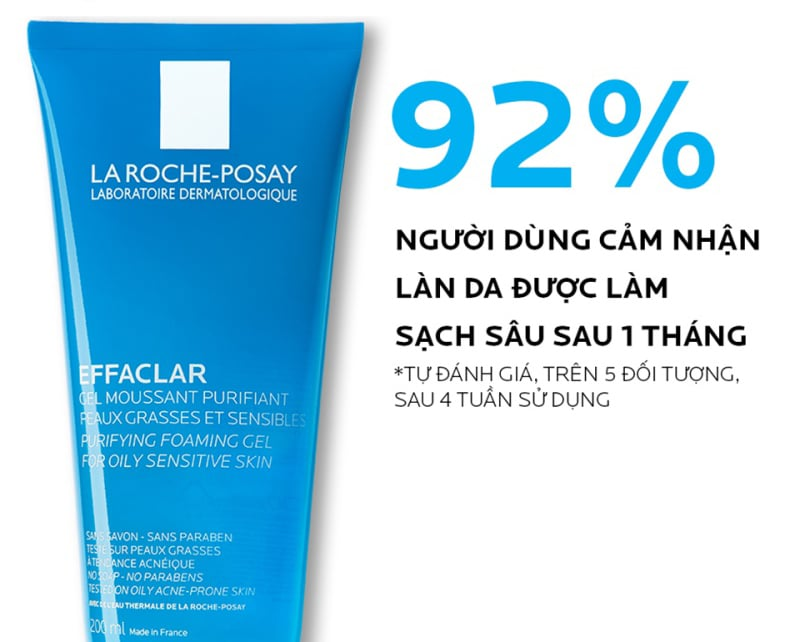 LA ROCHE-POSAY
LABORATOIRE DERMATOLOGIQUE
EFFACLAR
GEL MOUSSANT PURIFIANT
PEAUX GRASSES ET SENSIBLES
PURIFYING FOAMING GEL
FOR OILY SENSITIVE SKIN
SANS SAVON - SANS PARABEN
TESTÉ SUR PEAUX GRASSES
À TENDANCE ACNÉIQUE
NO SOAP - NO PARABENS
TESTED ON OILY ACNE-PRONE SKIN
AVEC DE L'EAU THERMALE DE LA ROCHE-POSAY
200 ml Made in France
92%
NGƯỜI DÙNG CẢM NHẬN
LÀN DA ĐƯỢC LÀM
SẠCH SÂU SAU 1 THÁNG
*TỰ ĐÁNH GIÁ, TRÊN 5 ĐỐI TƯỢNG,
SAU 4 TUẦN SỬ DỤNG